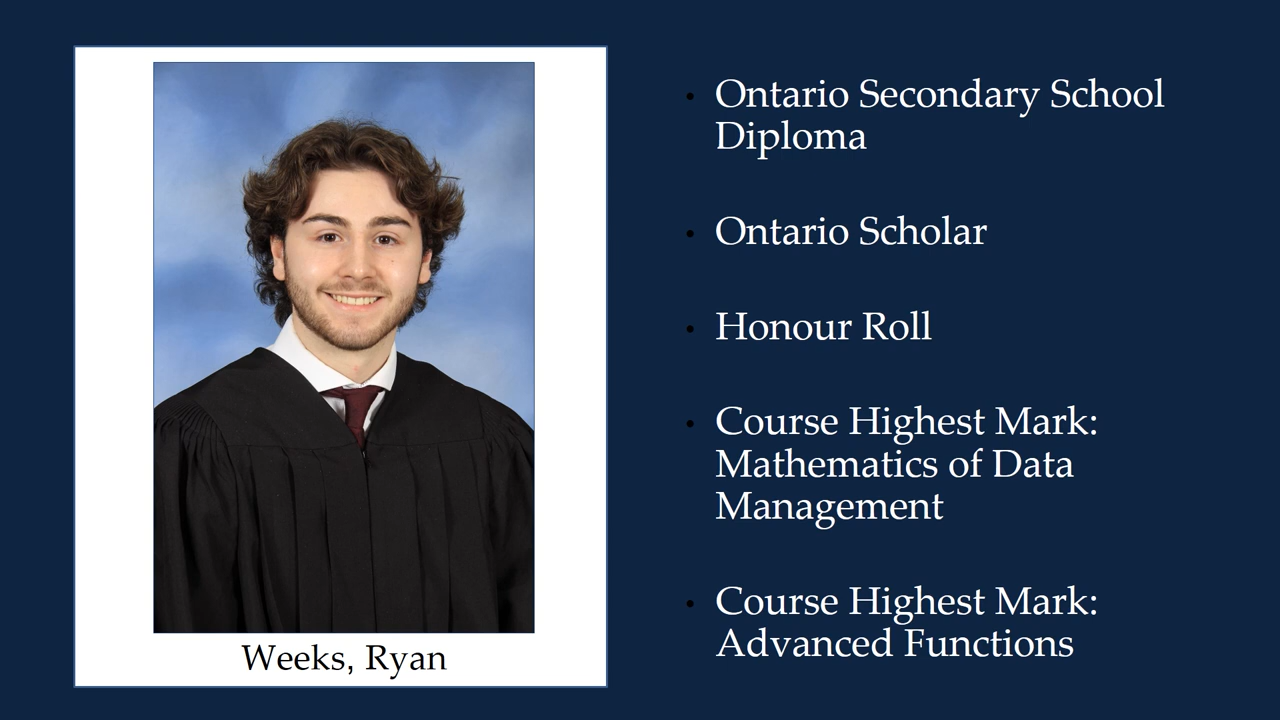 Weeks, Ryan
Ontario Secondary School
Diploma
Ontario Scholar
Honour Roll
Course Highest Mark:
Mathematics of Data
Management
Course Highest Mark:
Advanced Functions